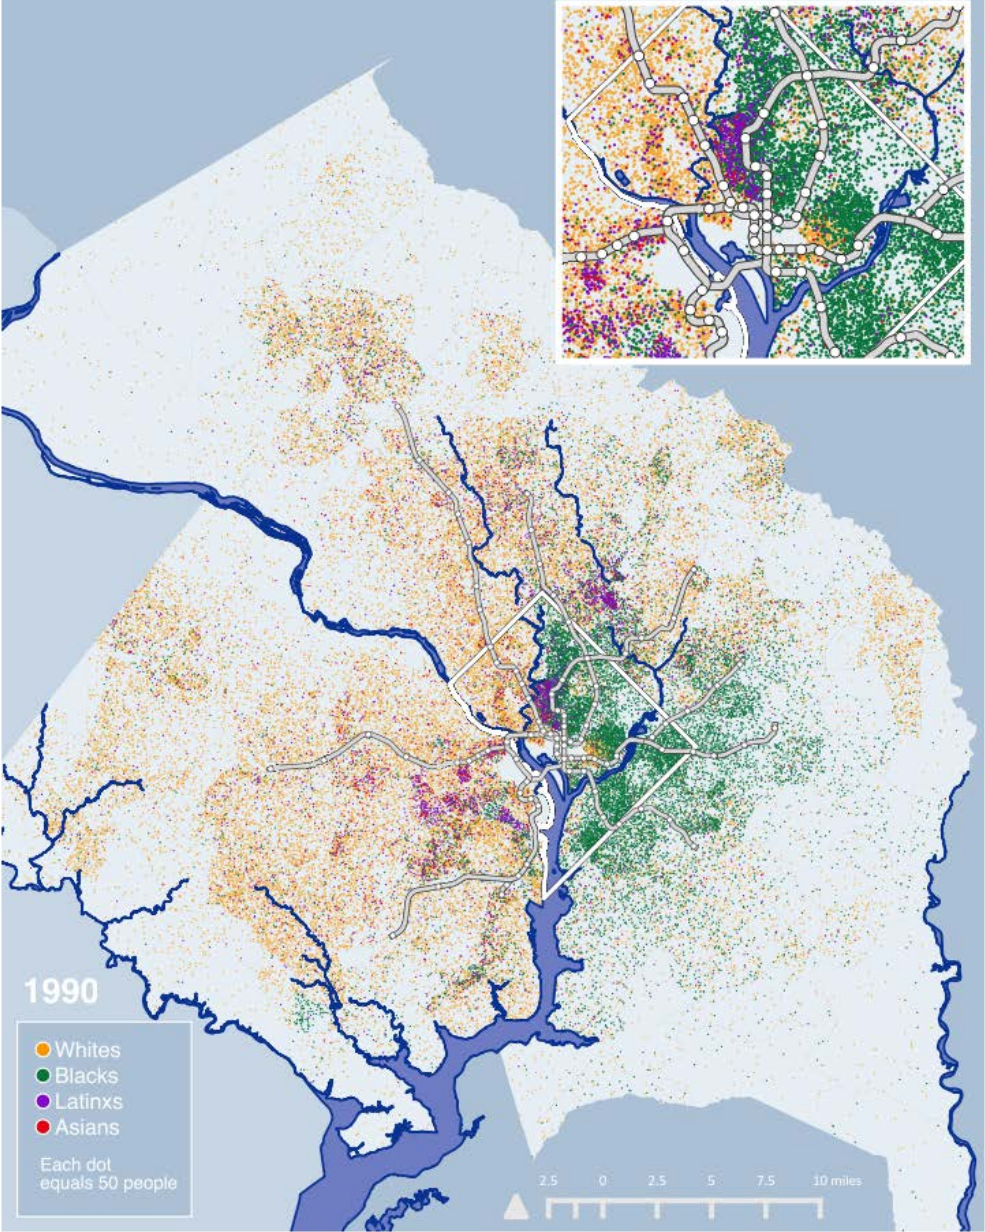 1990
Whites
Blacks
Latinxs
Asians
Each dot
equals 50 people
2.5 0 2.5 5 7.5 10 miles